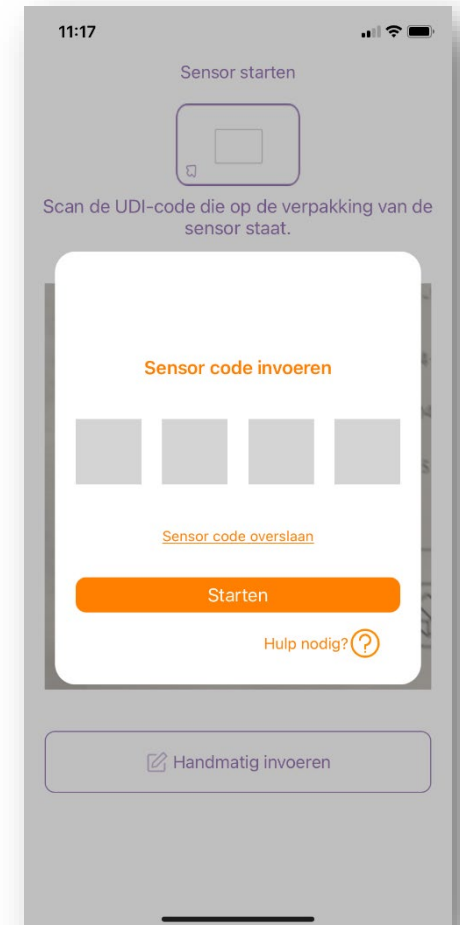 11:17
Sensor starten
Scan de UDI-code die op de verpakking van de
sensor staat.
Sensor code invoeren
Sensor code overslaan
Starten
Hulp nodig?
Handmatig invoeren